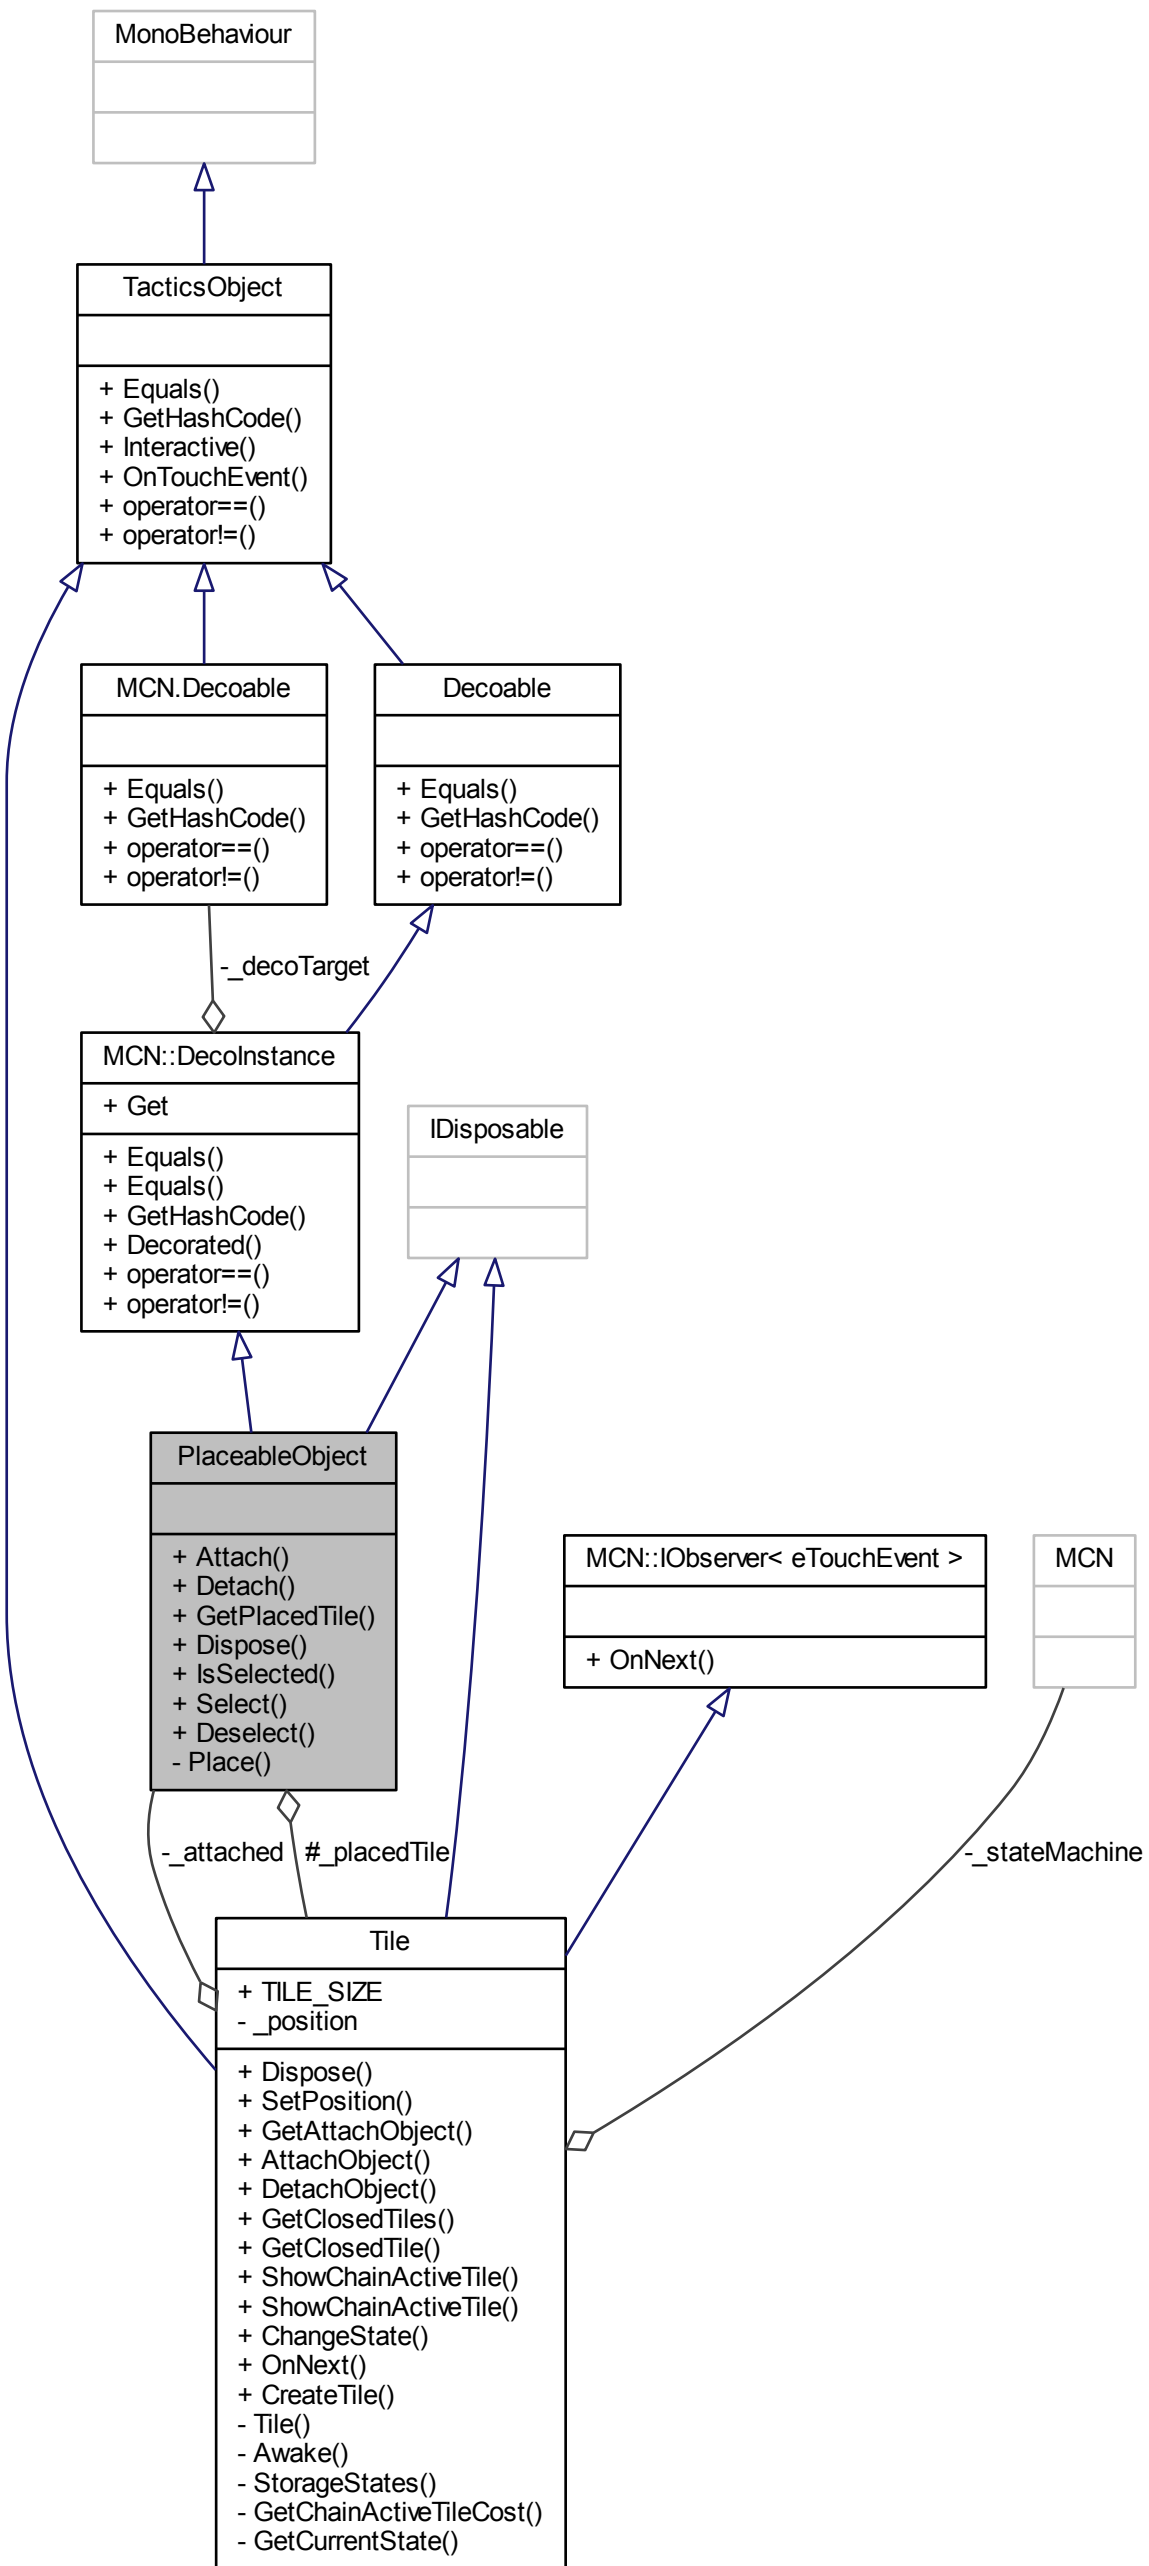 MonoBehaviour
TacticsObject
+ Equals()
+ GetHashCode()
+ Interactive()
+ OnTouchEvent()
+ operator==()
+ operator!=()
MCN.Decoable
+ Equals()
+ GetHashCode()
+ operator==()
+ operator!=()
Decoable
+ Equals()
+ GetHashCode()
+ operator==()
+ operator!=()
-_decoTarget
MCN::DecoInstance
+ Get
+ Equals()
+ Equals()
+ GetHashCode()
+ Decorated()
+ operator==()
+ operator!=()
IDisposable
PlaceableObject
+ Attach()
+ Detach()
+ GetPlacedTile()
+ Dispose()
+ IsSelected()
+ Select()
+ Deselect()
- Place()
MCN::IObserver< eTouchEvent >
+ OnNext()
MCN
-_attached
#_placedTile
-_stateMachine
Tile
+ TILE_SIZE
- _position
+ Dispose()
+ SetPosition()
+ GetAttachObject()
+ AttachObject()
+ DetachObject()
+ GetClosedTiles()
+ GetClosedTile()
+ ShowChainActiveTile()
+ ShowChainActiveTile()
+ ChangeState()
+ OnNext()
+ CreateTile()
- Tile()
- Awake()
- StorageStates()
- GetChainActiveTileCost()
- GetCurrentState()